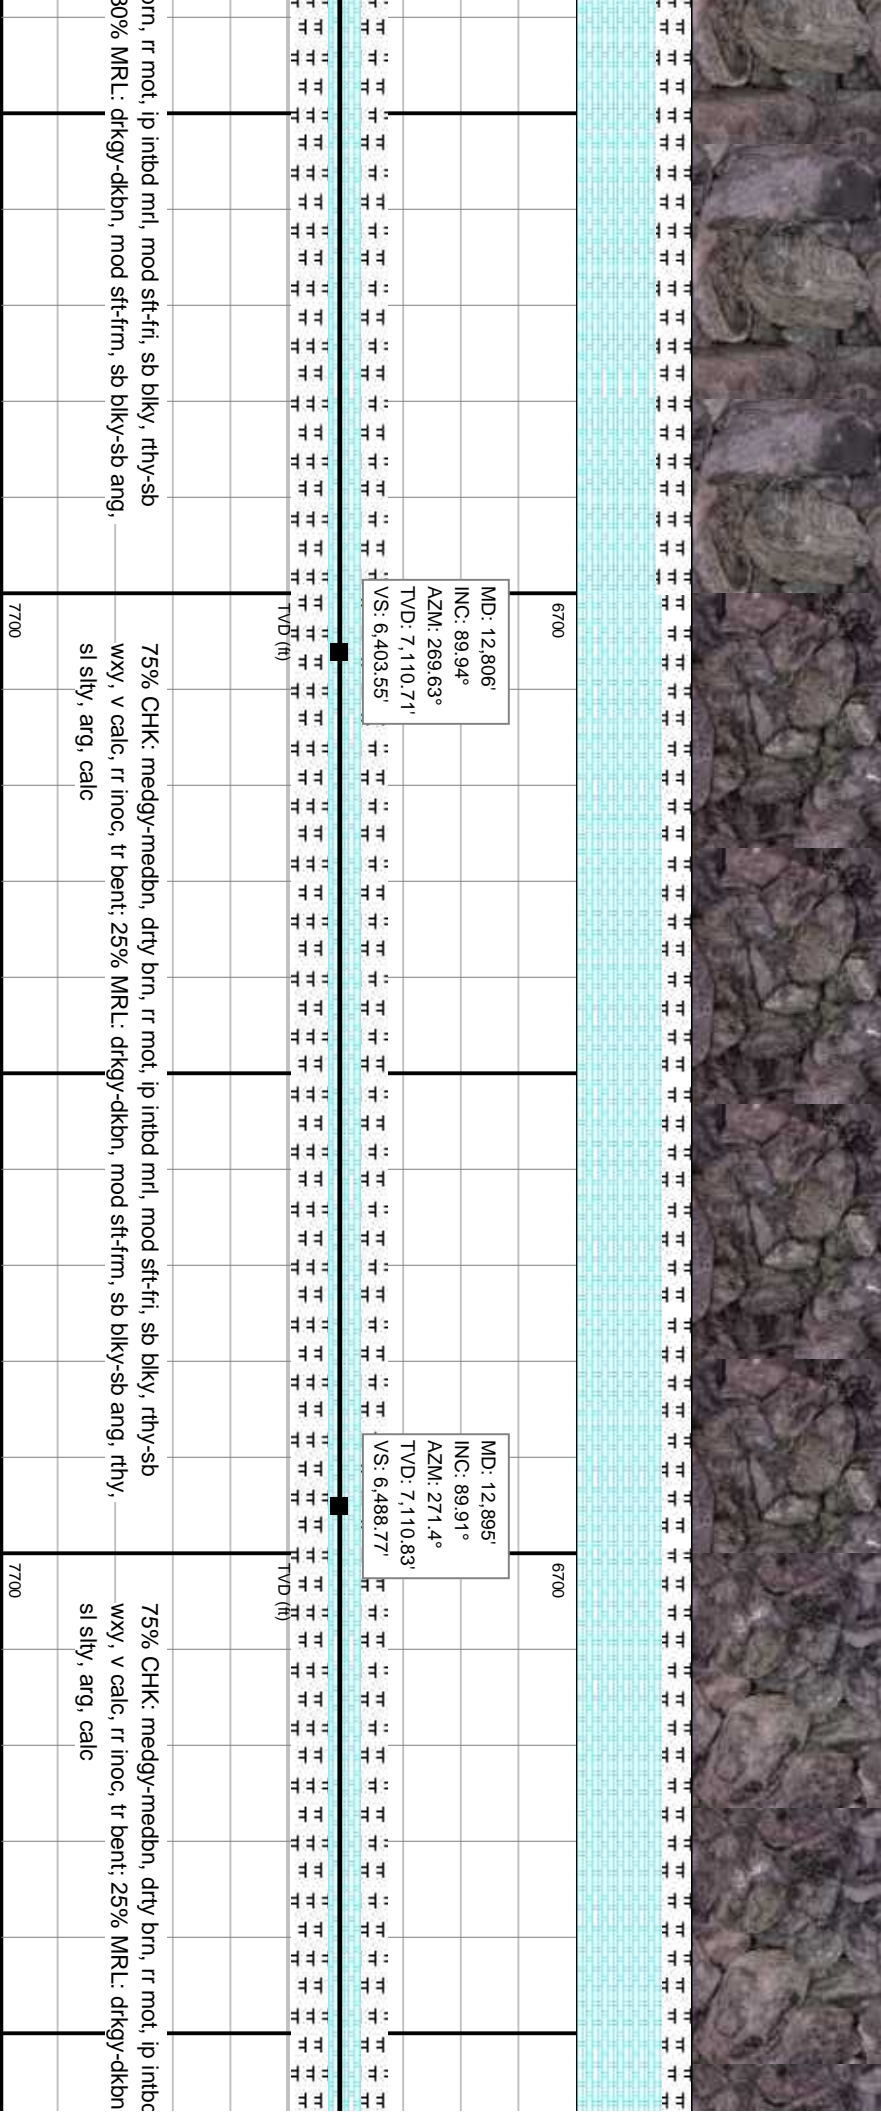 orn, rr mot, ip intbd mrl, mod sft-fri, sb blky, rthy-sb
30% MRL: drkgy-dkbn, mod sft-frm, sb blky-sb ang,
6700
MD: 12,806'
INC: 89.94°
AZM: 269.63°
TVD: 7,110.71'
VS: 6,403.55'
TVD (ft)
7700
75% CHK: medgy-medbn, drty brn, rr mot, ip intbd mrl, mod sft-fri, sb blky, rthy-sb
wxy, v calc, rr inoc, tr bent; 25% MRL: drkgy-dkbn, mod sft-frm, sb blky-sb ang, rthy,
sl slty, arg, calc
MD: 12,895'
INC: 89.91°
AZM: 271.4°
TVD: 7,110.83'
VS: 6,488.77'
6700
TVD (ft)
7700
75% CHK: medgy-medbn, drty brn, rr mot, ip intbd
wxy, v calc, rr inoc, tr bent; 25% MRL: drkgy-dkbn
sl slty, arg, calc